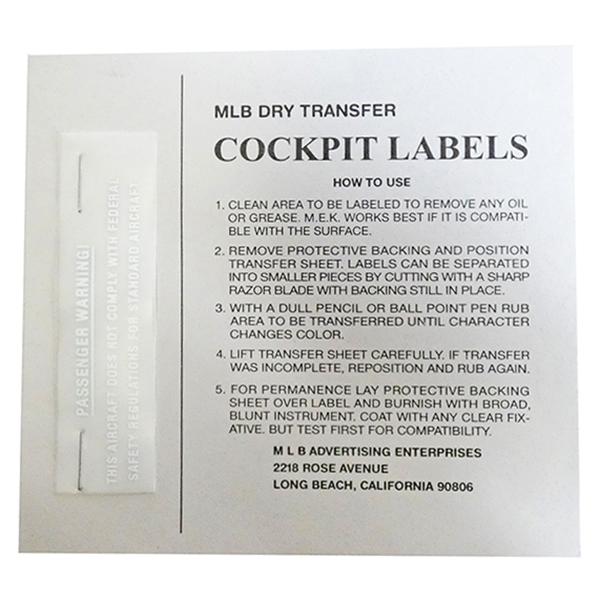 PASSENGER WARNING!
THIS AIRCRAFT DOES NOT COMPLY WITH FEDERAL
SAFETY REGULATIONS FOR STANDARD AIRCRAFT
MLB DRY TRANSFER
COCKPIT LABELS
HOW TO USE
1. CLEAN AREA TO BE LABELED TO REMOVE ANY OIL
OR GREASE. M.E.K. WORKS BEST IF IT IS COMPATI-
BLE WITH THE SURFACE.
2. REMOVE PROTECTIVE BACKING AND POSITION
TRANSFER SHEET. LABELS CAN BE SEPARATED
INTO SMALLER PIECES BY CUTTING WITH A SHARP
RAZOR BLADE WITH BACKING STILL IN PLACE.
3. WITH A DULL PENCIL OR BALL POINT PEN RUB
AREA TO BE TRANSFERRED UNTIL CHARACTER
CHANGES COLOR.
4. LIFT TRANSFER SHEET CAREFULLY. IF TRANSFER
WAS INCOMPLETE, REPOSITION AND RUB AGAIN.
5. FOR PERMANENCE LAY PROTECTIVE BACKING
SHEET OVER LABEL AND BURNISH WITH BROAD,
BLUNT INSTRUMENT. COAT WITH ANY CLEAR FIX-
ATIVE. BUT TEST FIRST FOR COMPATIBILITY.
M L B ADVERTISING ENTERPRISES
2218 ROSE AVENUE
LONG BEACH, CALIFORNIA 90806